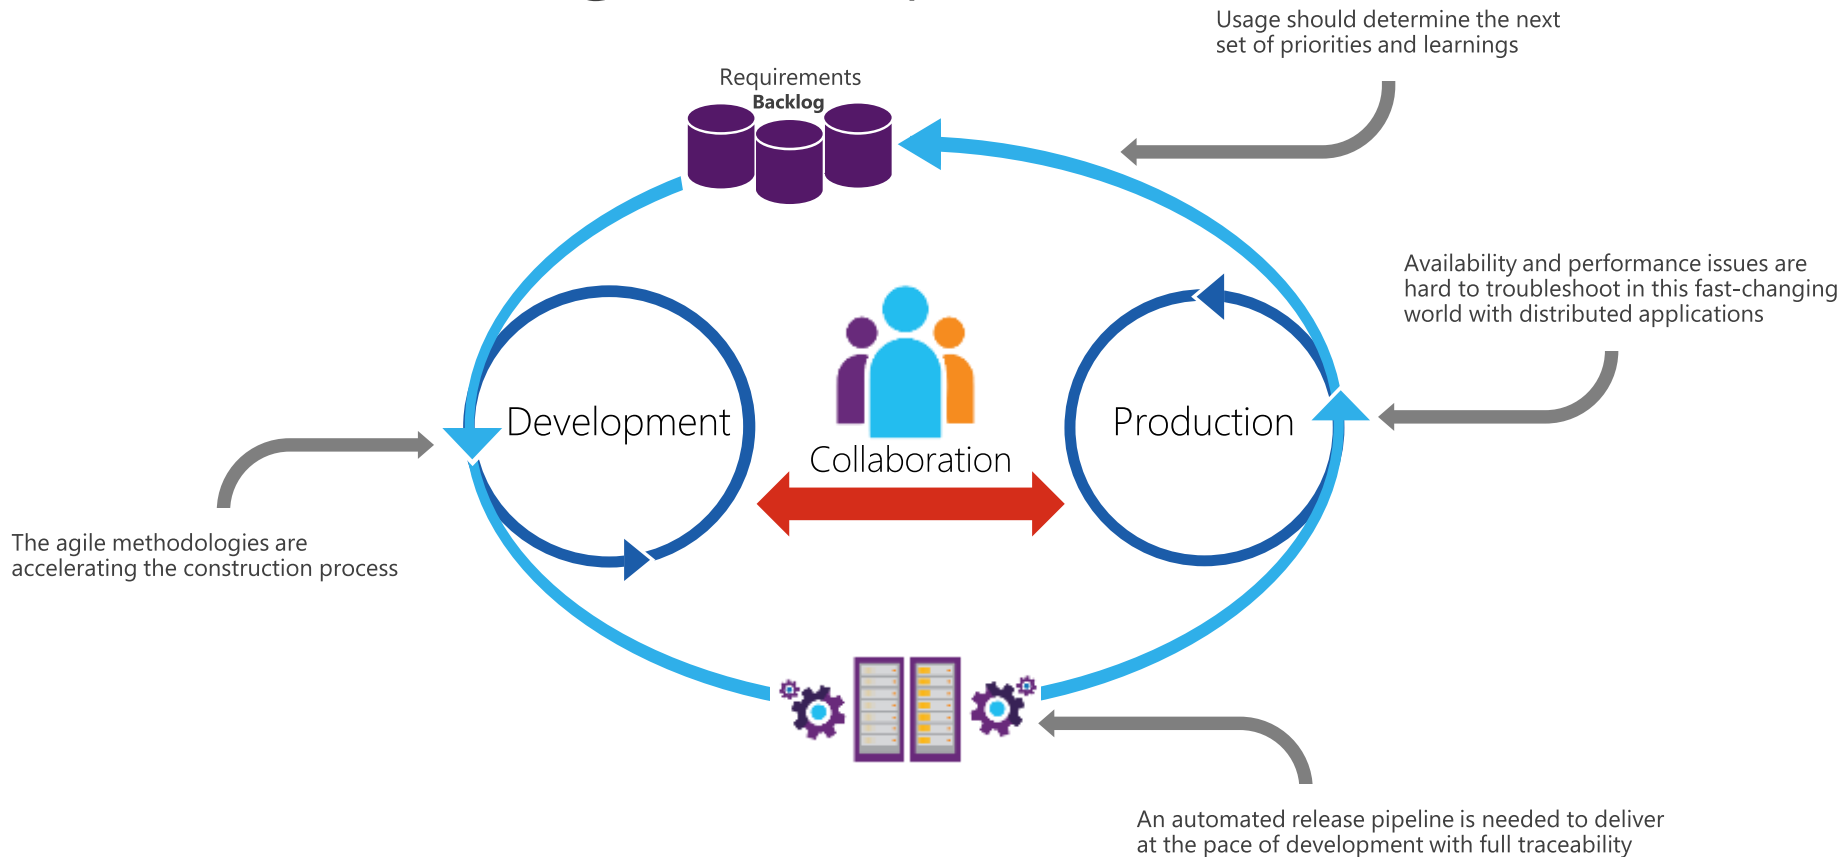 Usage should determine the next
set of priorities and learnings
Requirements
Backlog
Availability and performance issues are
hard to troubleshoot in this fast-changing
world with distributed applications
Development
Production
Collaboration
The agile methodologies are
accelerating the construction process
An automated release pipeline is needed to deliver
at the pace of development with full traceability